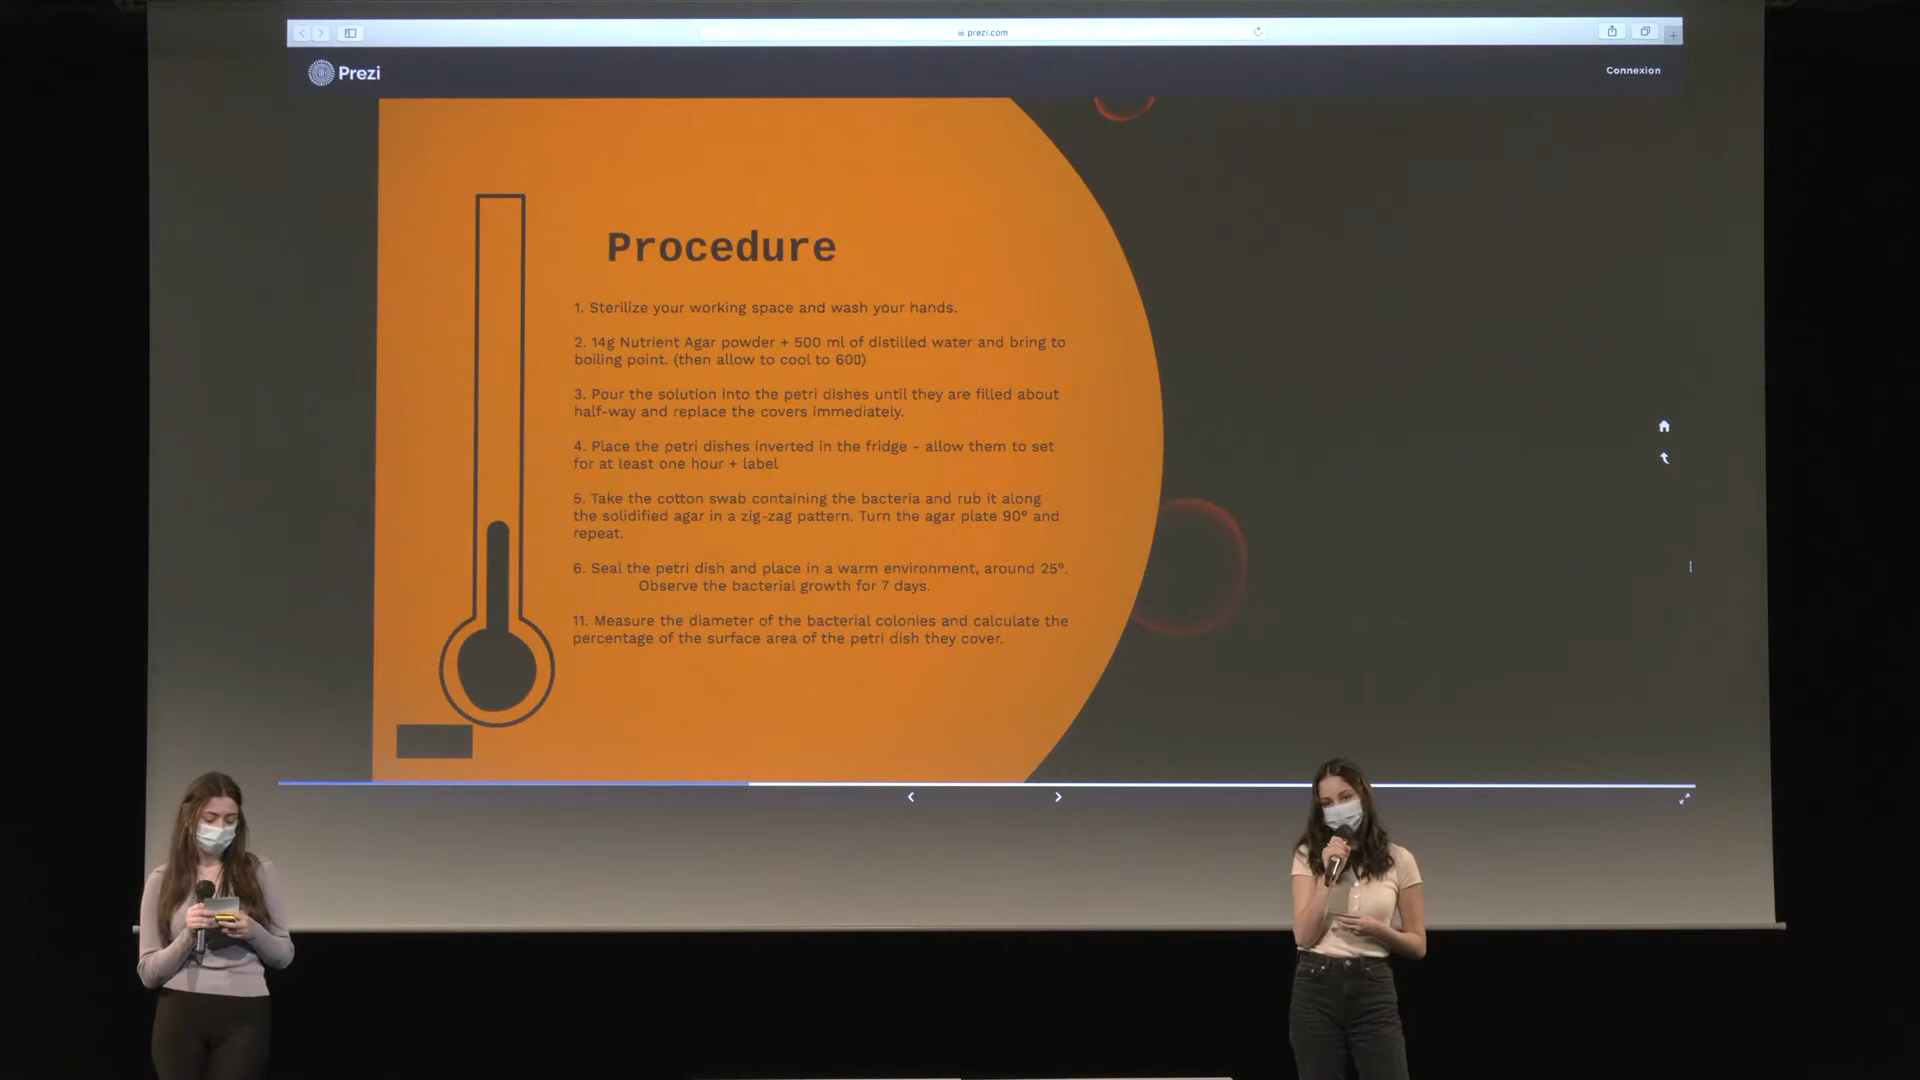 prezi.com
Prezi
Connexion
Procedure
1. Sterilize your working space and wash your hands.
2. 14g Nutrient Agar powder + 500 ml of distilled water and bring to
boiling point. (then allow to cool to 60▯)
3. Pour the solution into the petri dishes until they are filled about
half-way and replace the covers immediately.
4. Place the petri dishes inverted in the fridge - allow them to set
for at least one hour + label
5. Take the cotton swab containing the bacteria and rub it along
the solidified agar in a zig-zag pattern. Turn the agar plate 90° and
repeat.
6. Seal the petri dish and place in a warm environment, around 25°.
Observe the bacterial growth for 7 days.
11. Measure the diameter of the bacterial colonies and calculate the
percentage of the surface area of the petri dish they cover.